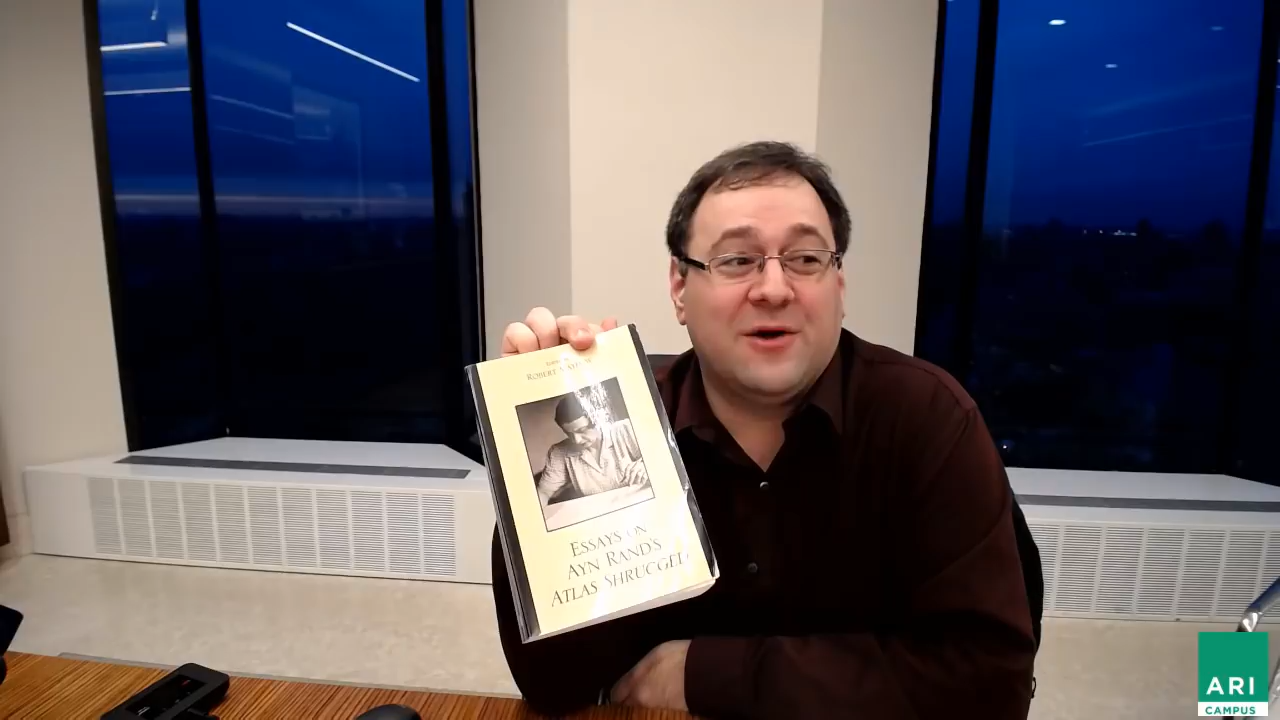 ROBERT
ESSAYS ON
AYN RAND'S
ATLAS SHRUGGED
ARI
CAMPUS